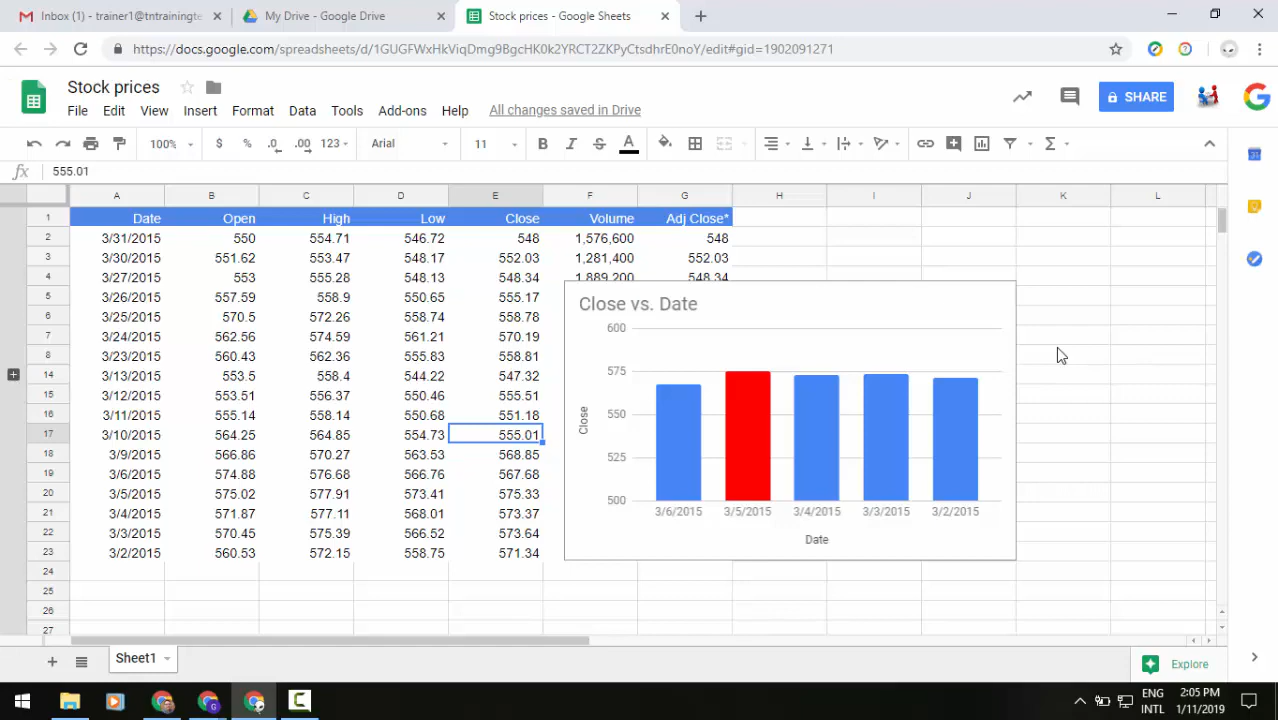 Inbox (1) - trainer1@tntrainingte
My Drive - Google Drive
Stock prices - Google Sheets
https://docs.google.com/spreadsheets/d/1GUGFWxHkViqDmg9BgcHK0k2YRCT2ZKPyCtsdhrE0noY/edit#gid=1902091271
Stock prices
File Edit View Insert Format Data Tools Add-ons Help All changes saved in Drive
SHARE
100% $ % .0 .00 123 Arial 11 B I S A
fx 555.01
A B C D E F G H I J K L
1 Date Open High Low Close Volume Adj Close*
2 3/31/2015 550 554.71 546.72 548 1,576,600 548
3 3/30/2015 551.62 553.47 548.17 552.03 1,281,400 552.03
4 3/27/2015 553 555.28 548.13 548.34 1,889,200 548.34
5 3/26/2015 557.59 558.9 550.65 555.17
6 3/25/2015 570.5 572.26 558.74 558.78
7 3/24/2015 562.56 574.59 561.21 570.19
8 3/23/2015 560.43 562.36 555.83 558.81
14 3/13/2015 553.5 558.4 544.22 547.32
15 3/12/2015 553.51 556.37 550.46 555.51
16 3/11/2015 555.14 558.14 550.68 551.18
17 3/10/2015 564.25 564.85 554.73 555.01
18 3/9/2015 566.86 570.27 563.53 568.85
19 3/6/2015 574.88 576.68 566.76 567.68
20 3/5/2015 575.02 577.91 573.41 575.33
21 3/4/2015 571.87 577.11 568.01 573.37
22 3/3/2015 570.45 575.39 566.52 573.64
23 3/2/2015 560.53 572.15 558.75 571.34
24
25
26
27
Close vs. Date
600
575
550
525
500
Close
3/6/2015 3/5/2015 3/4/2015 3/3/2015 3/2/2015
Date
Sheet1
Explore
ENG
INTL
2:05 PM
1/11/2019